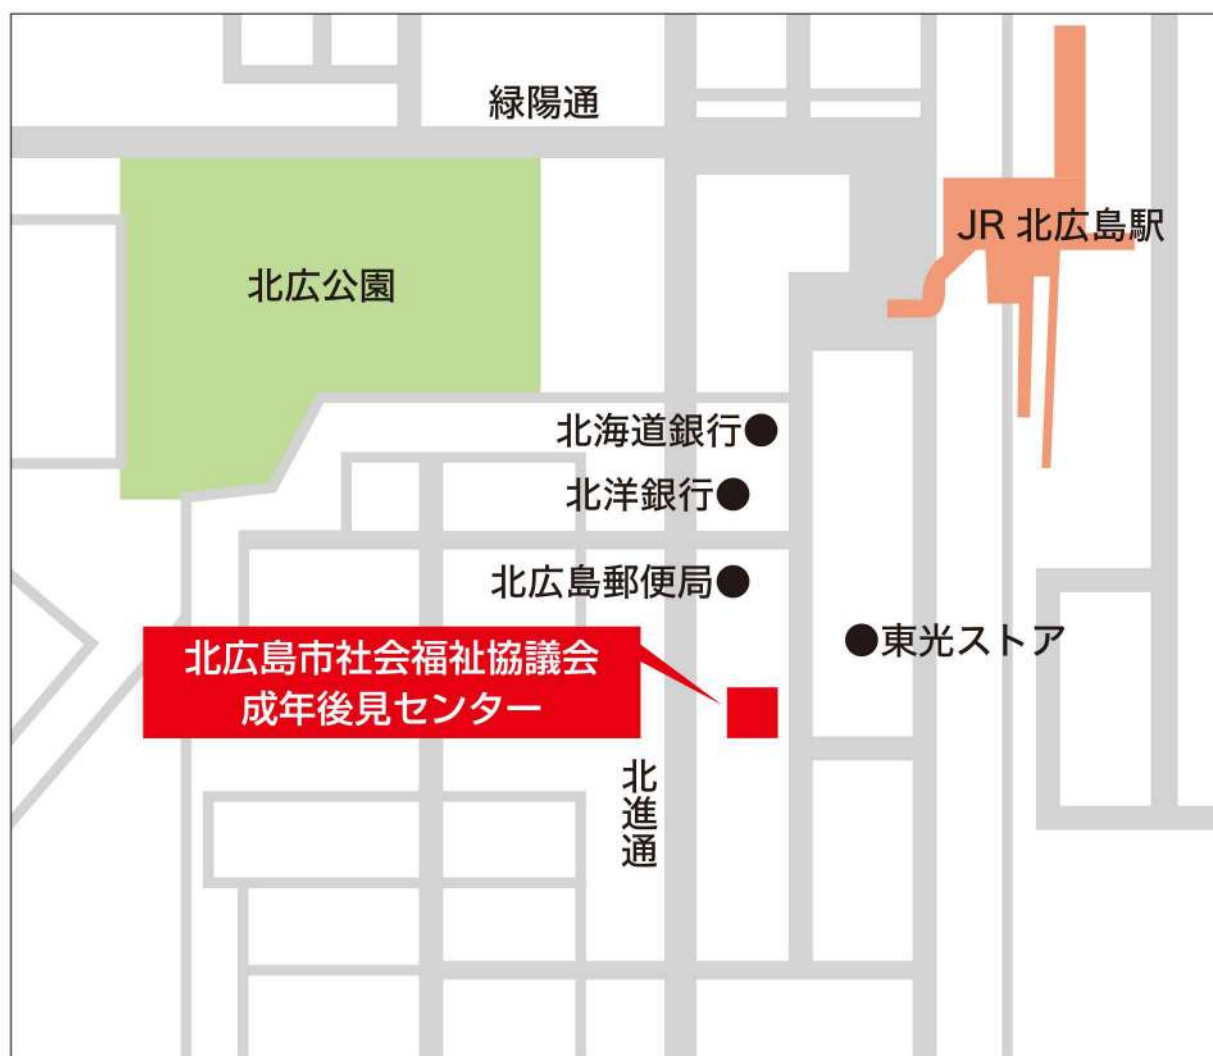 緑陽通
JR 北広島駅
北広公園
北海道銀行
北洋銀行
北広島郵便局
東光ストア
北広島市社会福祉協議会
成年後見センター
北進通